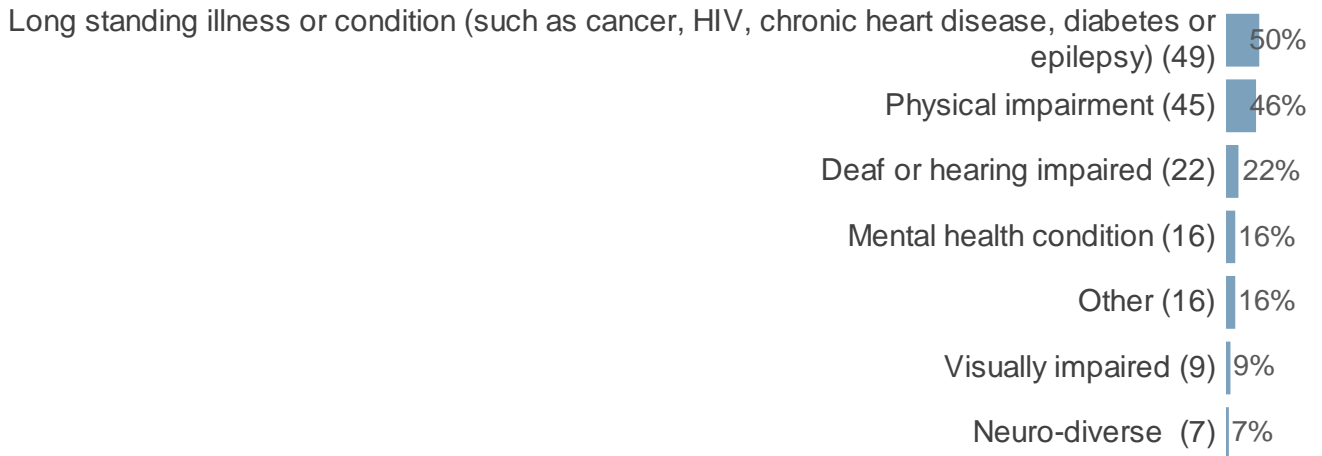 Long standing illness or condition (such as cancer, HIV, chronic heart disease, diabetes or
epilepsy) (49)
50%
Physical impairment (45) 46%
Deaf or hearing impaired (22) 22%
Mental health condition (16) 16%
Other (16) 16%
Visually impaired (9) 9%
Neuro-diverse  (7) 7%